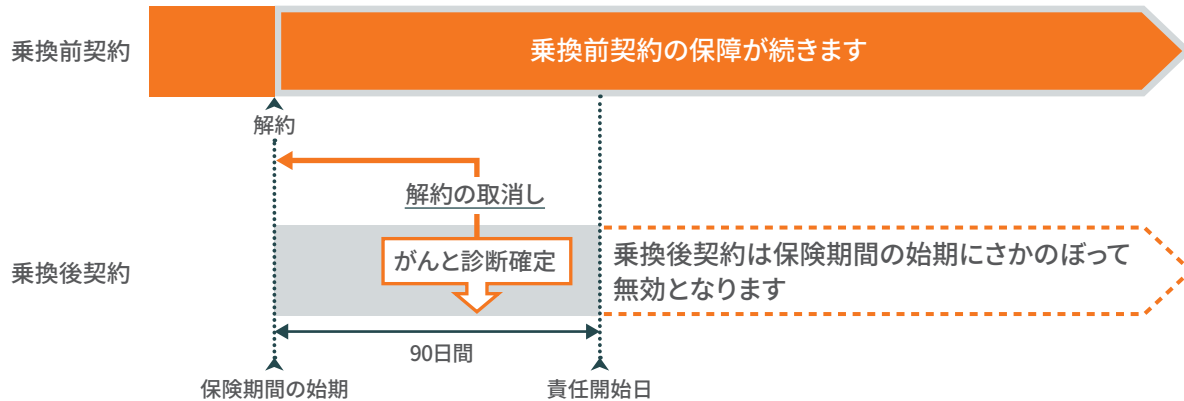 乗換前契約
乗換前契約の保障が続きます
解約
解約の取消し
乗換後契約
がんと診断確定
乗換後契約は保険期間の始期にさかのぼって
無効となります
90日間
保険期間の始期
責任開始日